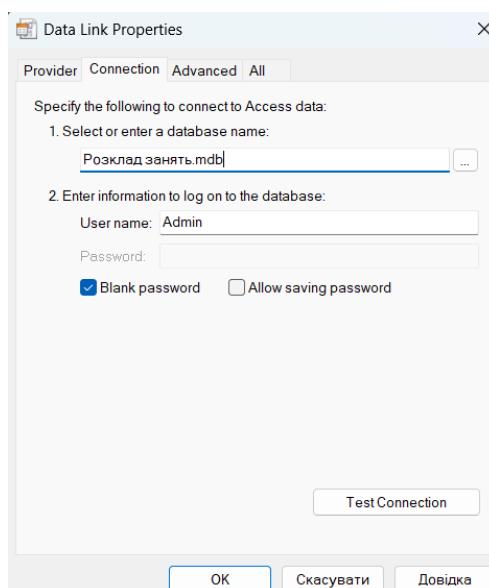 Data Link Properties
Provider Connection Advanced All
Specify the following to connect to Access data:
1. Select or enter a database name:
Розклад занять.mdb
...
2. Enter information to log on to the database:
User name: Admin
Password:
Blank password Allow saving password
Test Connection
OK Скасувати Довідка